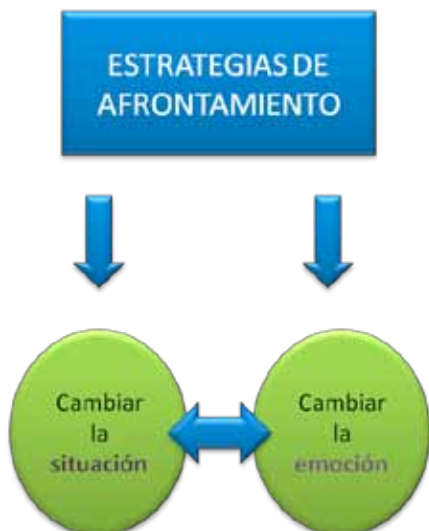 ESTRATEGIAS DE
AFRONTAMIENTO
Cambiar
la
situación
Cambiar
la
emoción